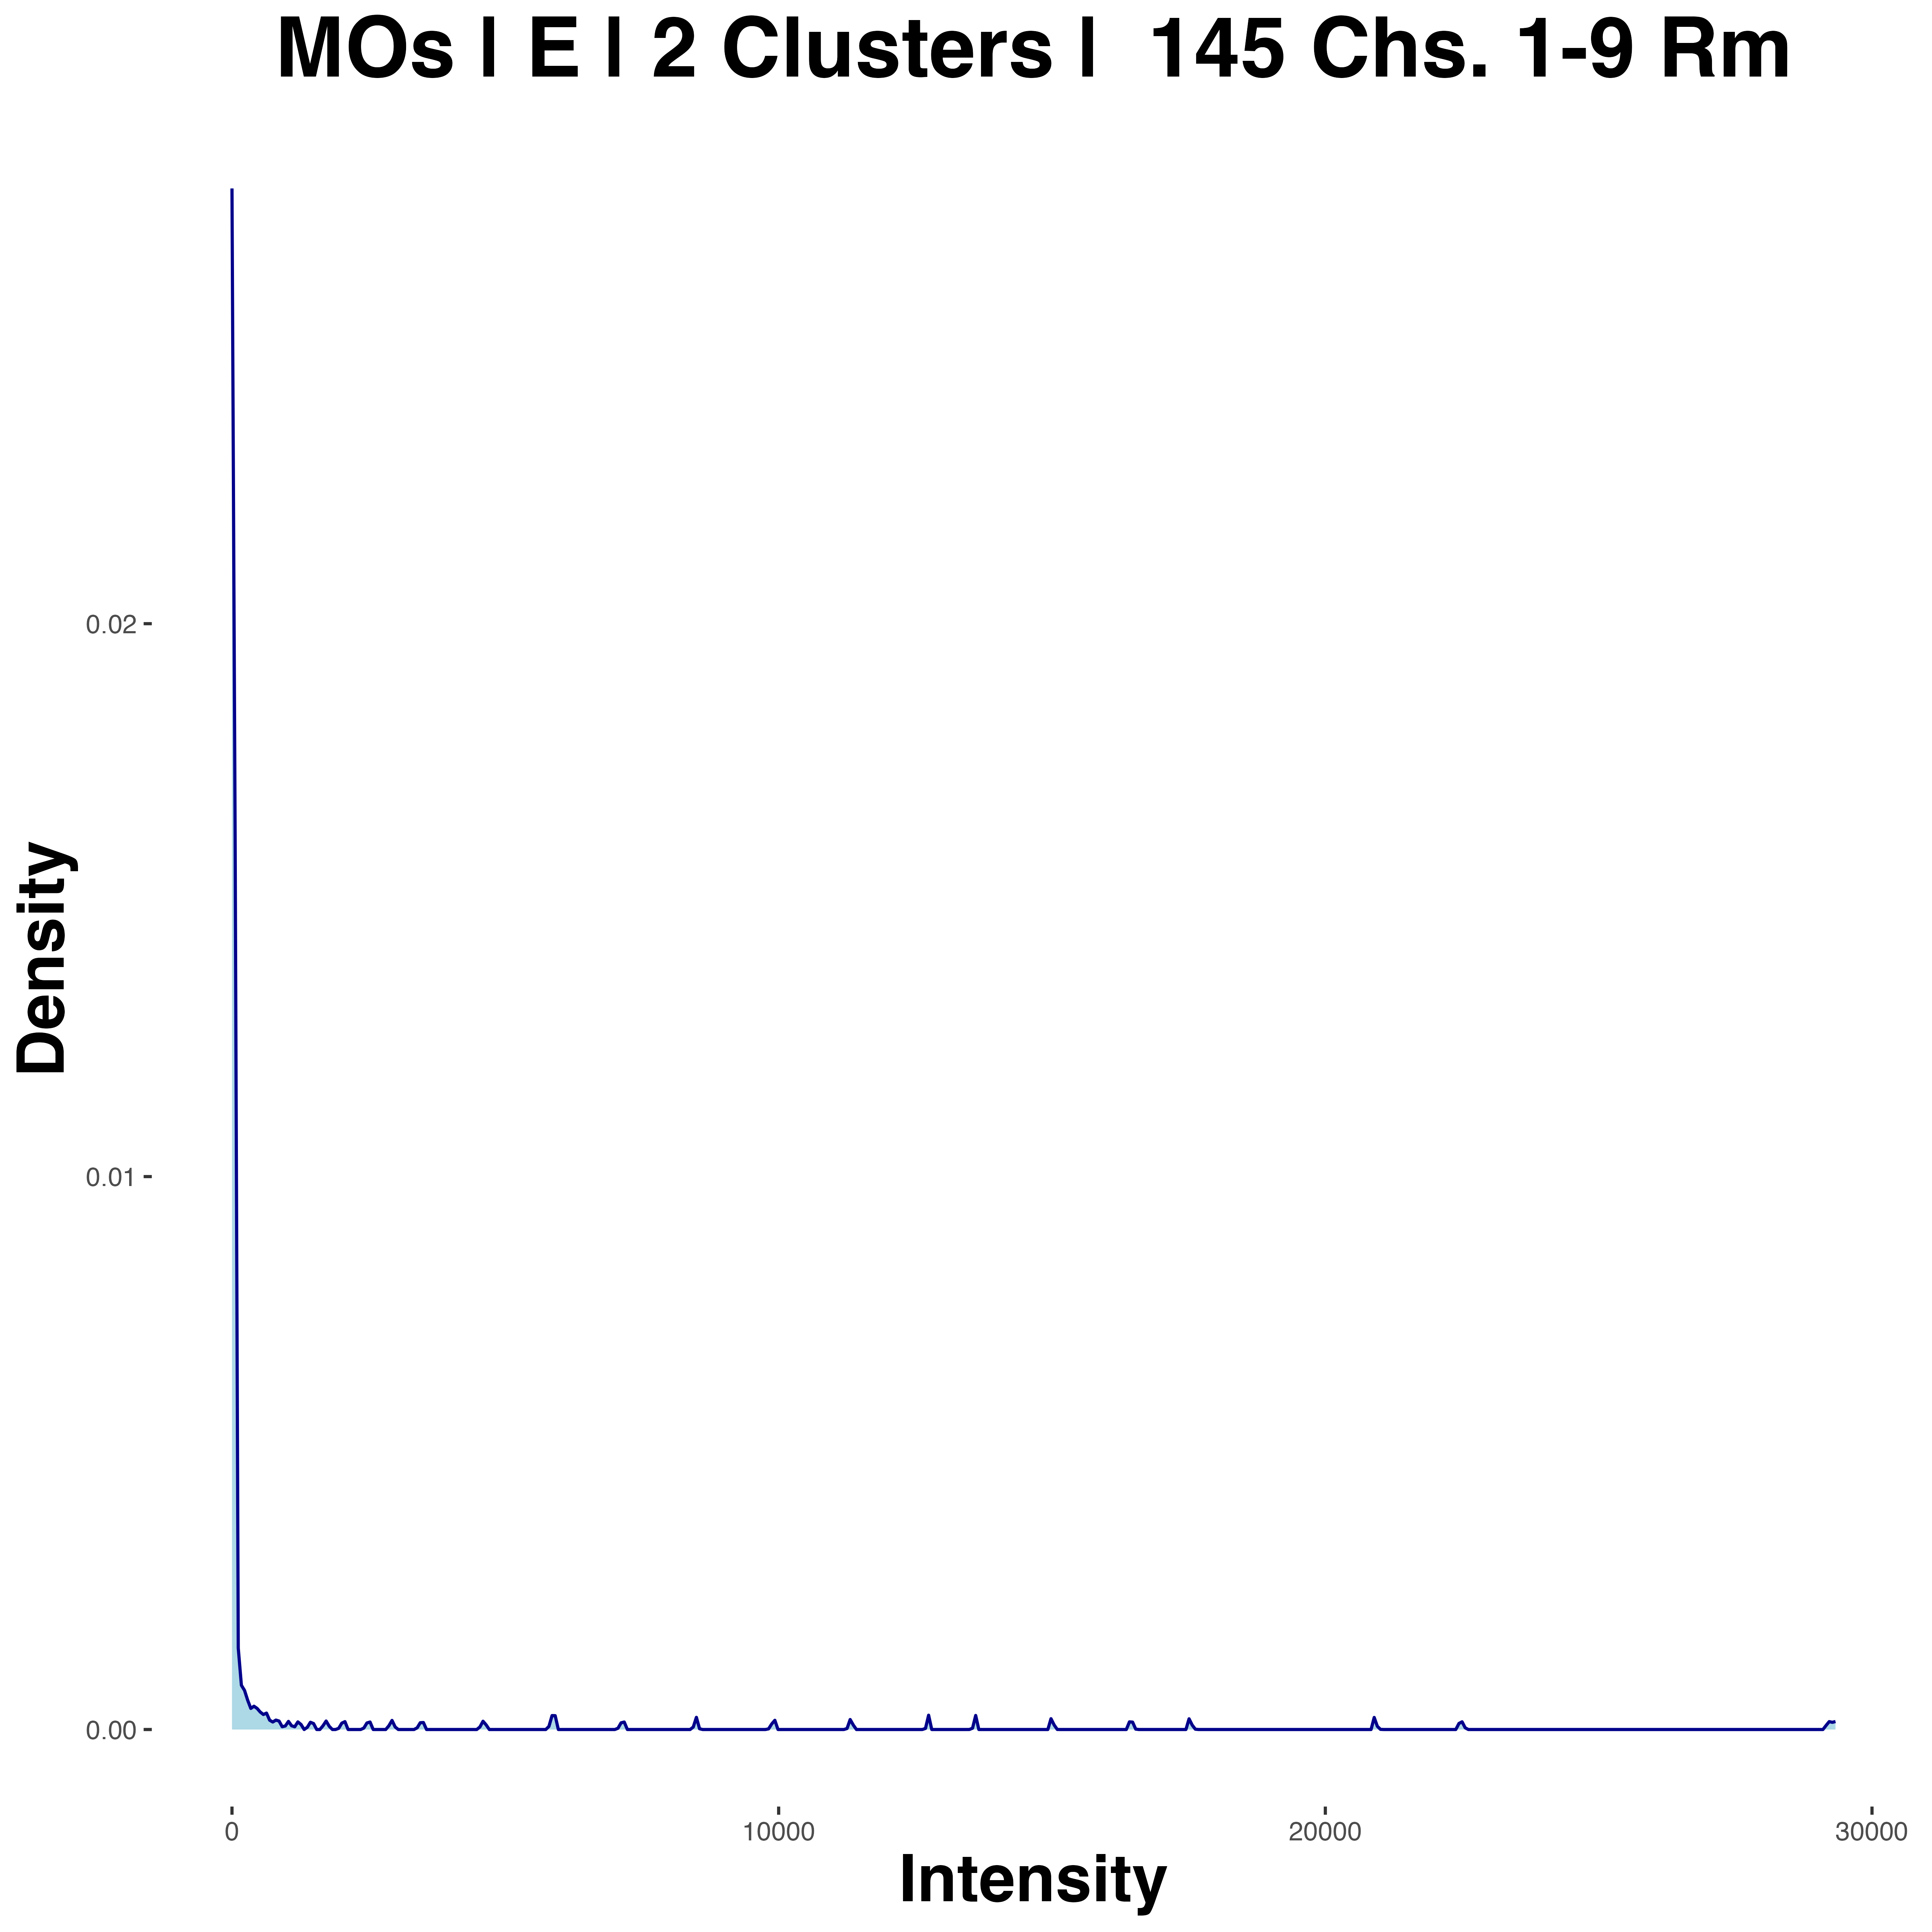 MOs | E | 2 Clusters |  145 Chs. 1-9 Rm
Density
0.02
0.01
0.00
0
10000
20000
30000
Intensity